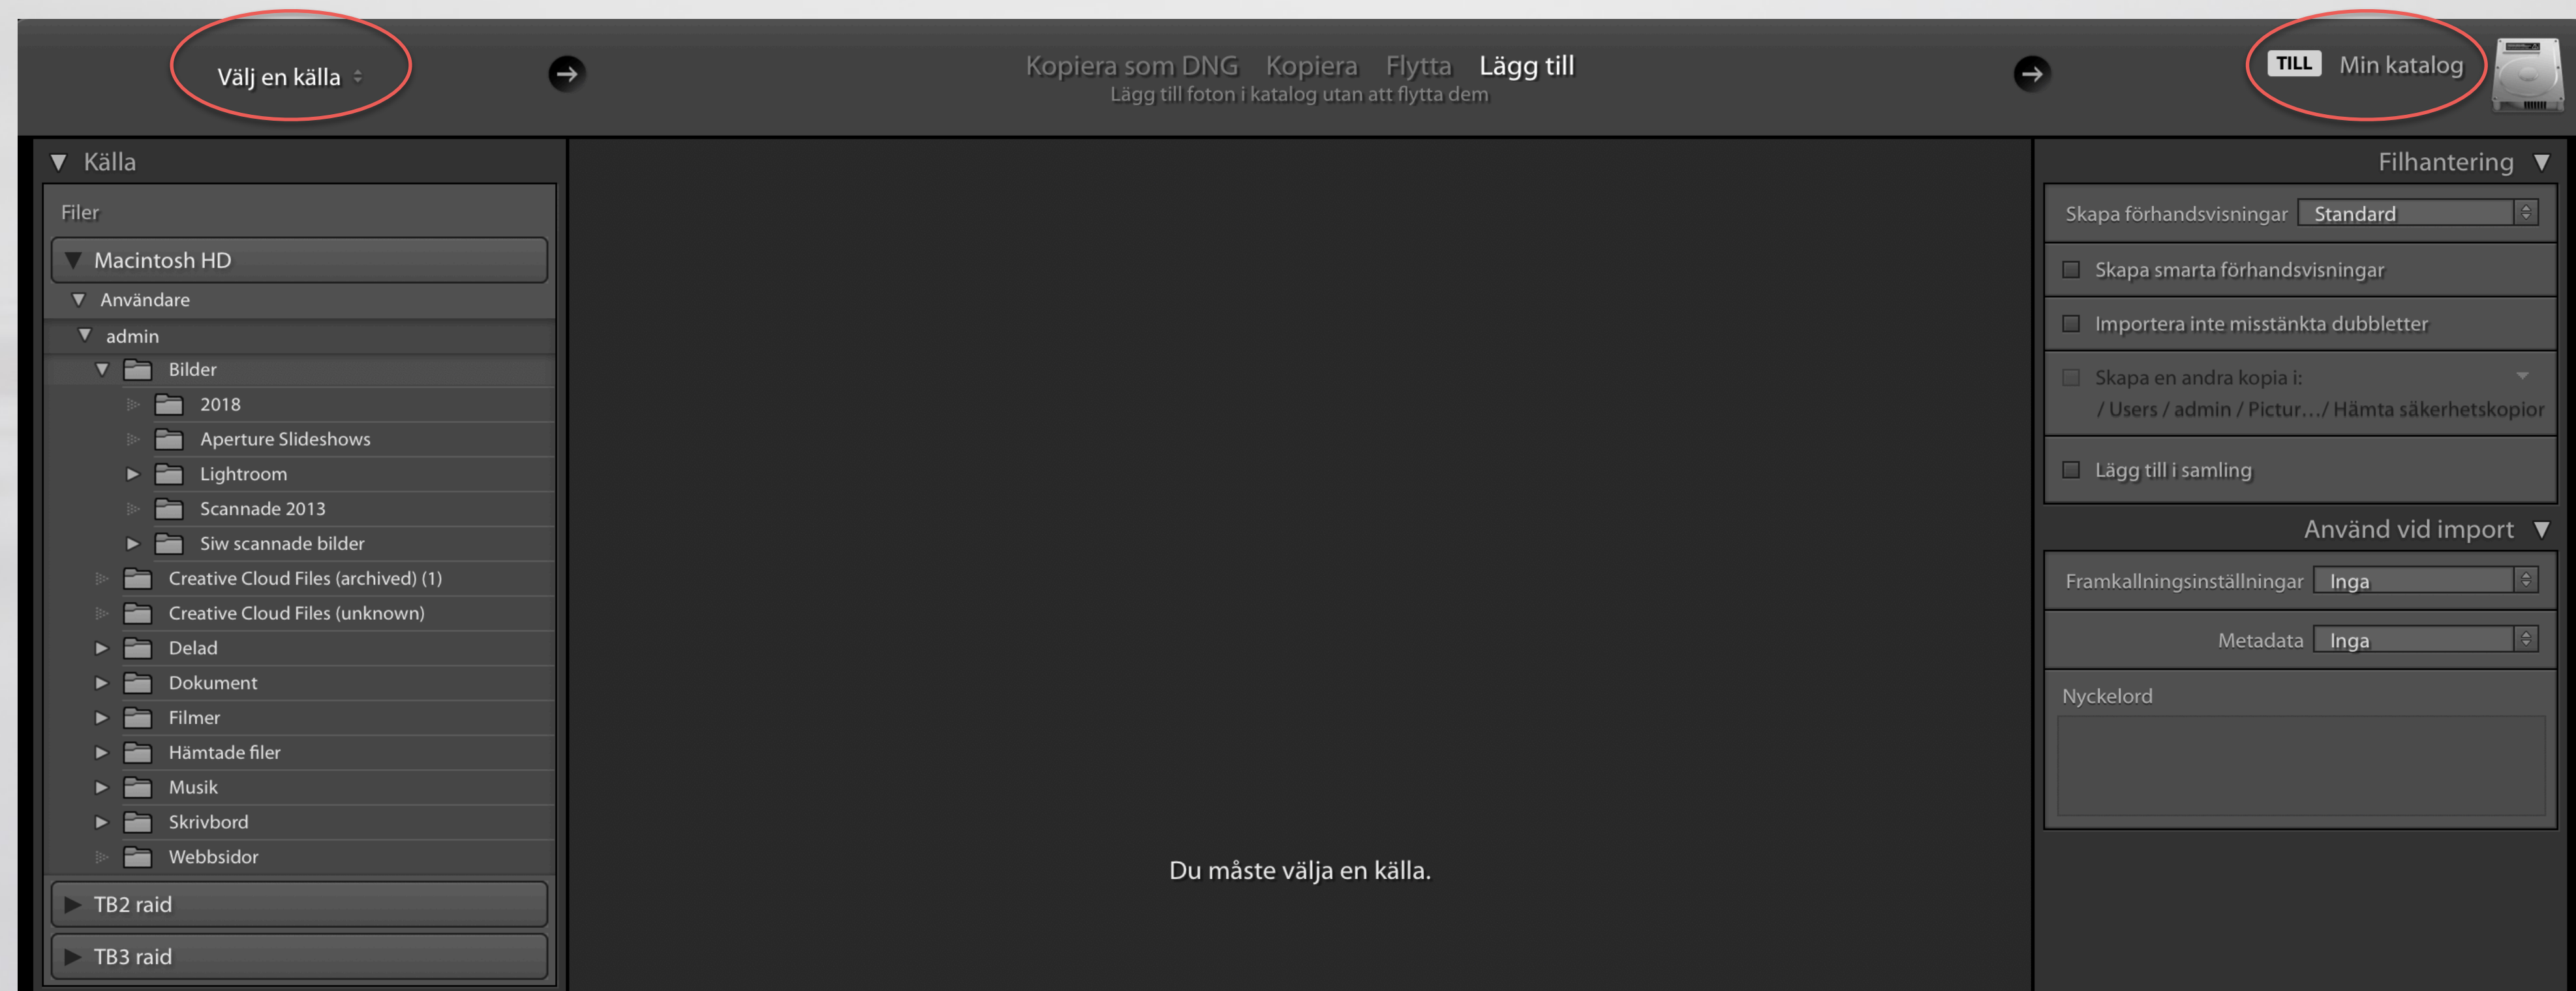 Välj en källa
Kopiera som DNG Kopiera Flytta Lägg till
Lägg till foton i katalog utan att flytta dem
TILL Min katalog
Källa
Filer
Macintosh HD
Användare
admin
Bilder
2018
Aperture Slideshows
Lightroom
Scannade 2013
Siw scannade bilder
Creative Cloud Files (archived) (1)
Creative Cloud Files (unknown)
Delad
Dokument
Filmer
Hämtade filer
Musik
Skrivbord
Webbsidor
TB2 raid
TB3 raid
Du måste välja en källa.
Filhantering
Skapa förhandsvisningar Standard
Skapa smarta förhandsvisningar
Importera inte misstänkta dubbletter
Skapa en andra kopia i:
/ Users / admin / Pictur…/ Hämta säkerhetskopior
Lägg till i samling
Använd vid import
Framkallningsinställningar Inga
Metadata Inga
Nyckelord